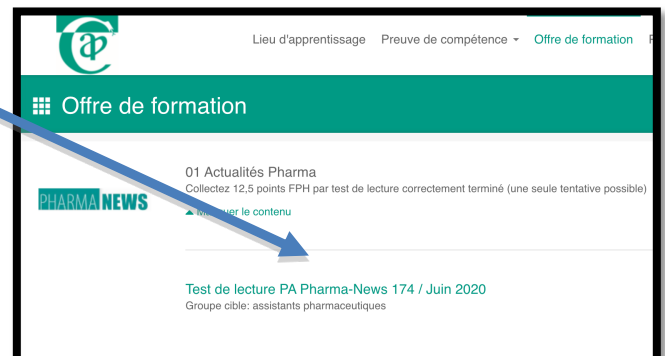 Lieu d'apprentissage Preuve de compétence Offre de formation
Offre de formation
01 Actualités Pharma
Collectez 12,5 points FPH par test de lecture correctement terminé (une seule tentative possible)
PHARMA NEWS
le contenu
Test de lecture PA Pharma-News 174 / Juin 2020
Groupe cible: assistants pharmaceutiques